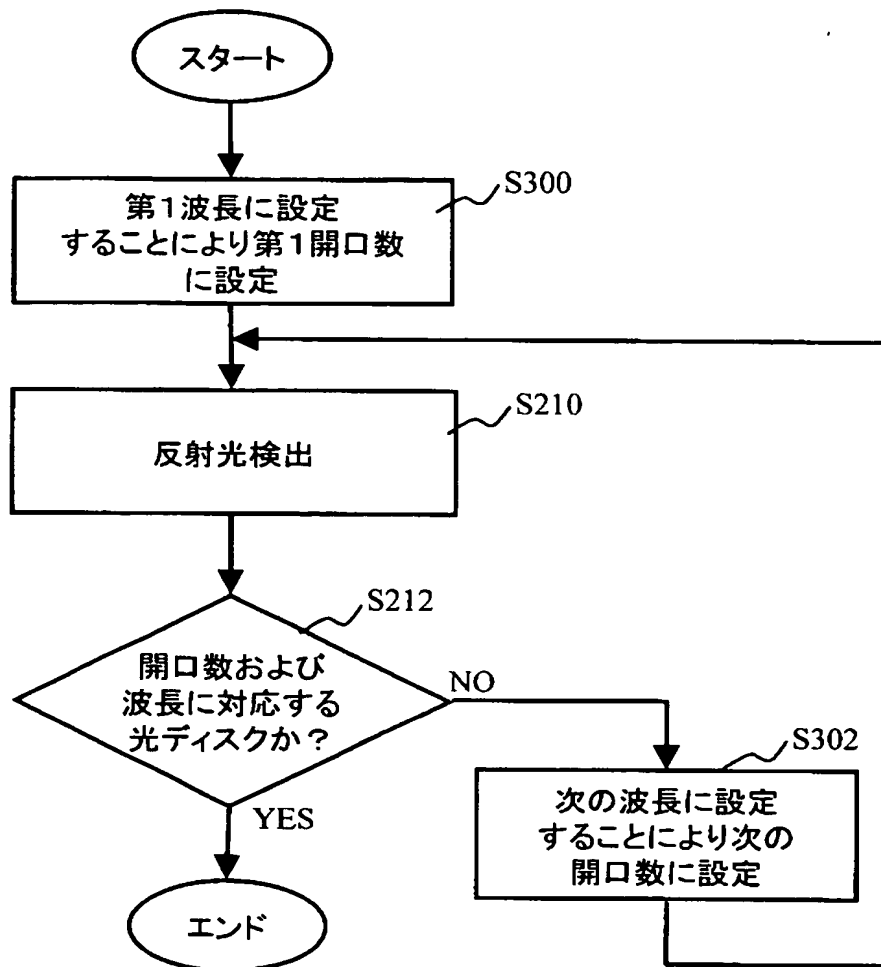 スタート
S300
第1波長に設定
することにより第1開口数
に設定
S210
反射光検出
S212
開口数および
波長に対応する
光ディスクか？
NO
YES
S302
次の波長に設定
することにより次の
開口数に設定
エンド